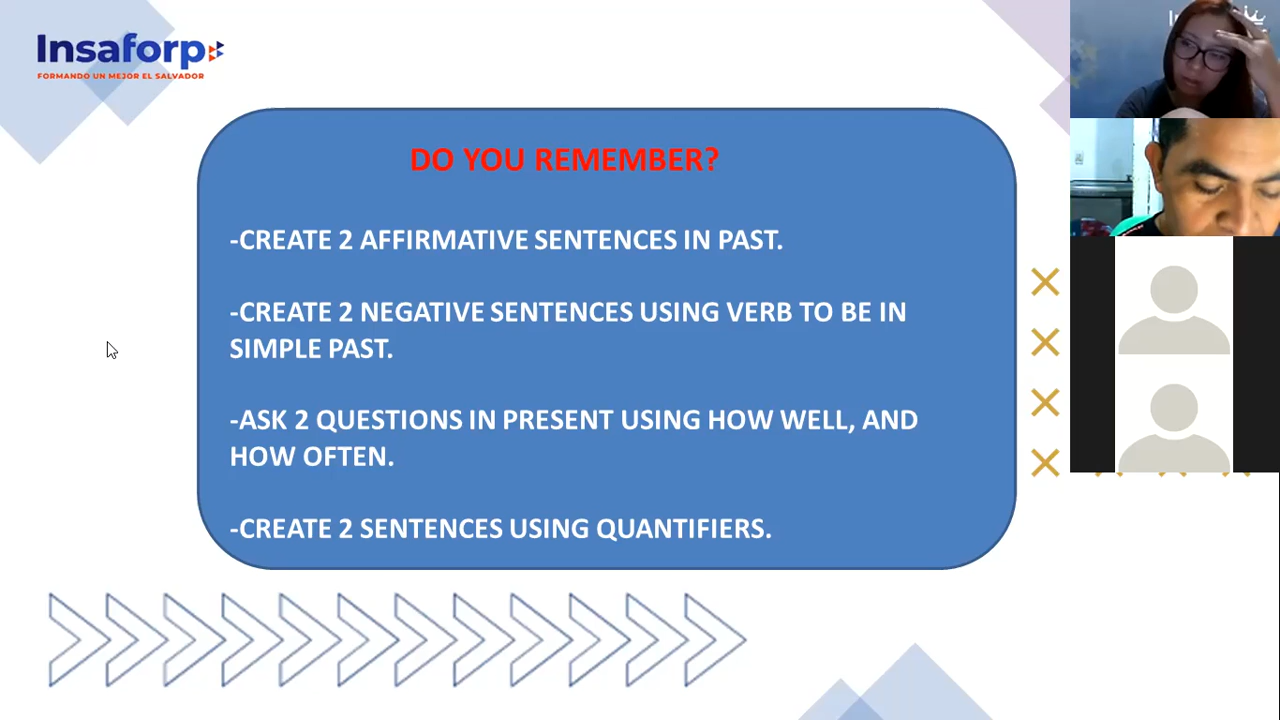 Insaforp
FORMANDO UN MEJOR EL SALVADOR
DO YOU REMEMBER?
-CREATE 2 AFFIRMATIVE SENTENCES IN PAST.
-CREATE 2 NEGATIVE SENTENCES USING VERB TO BE IN
SIMPLE PAST.
-ASK 2 QUESTIONS IN PRESENT USING HOW WELL, AND
HOW OFTEN.
-CREATE 2 SENTENCES USING QUANTIFIERS.